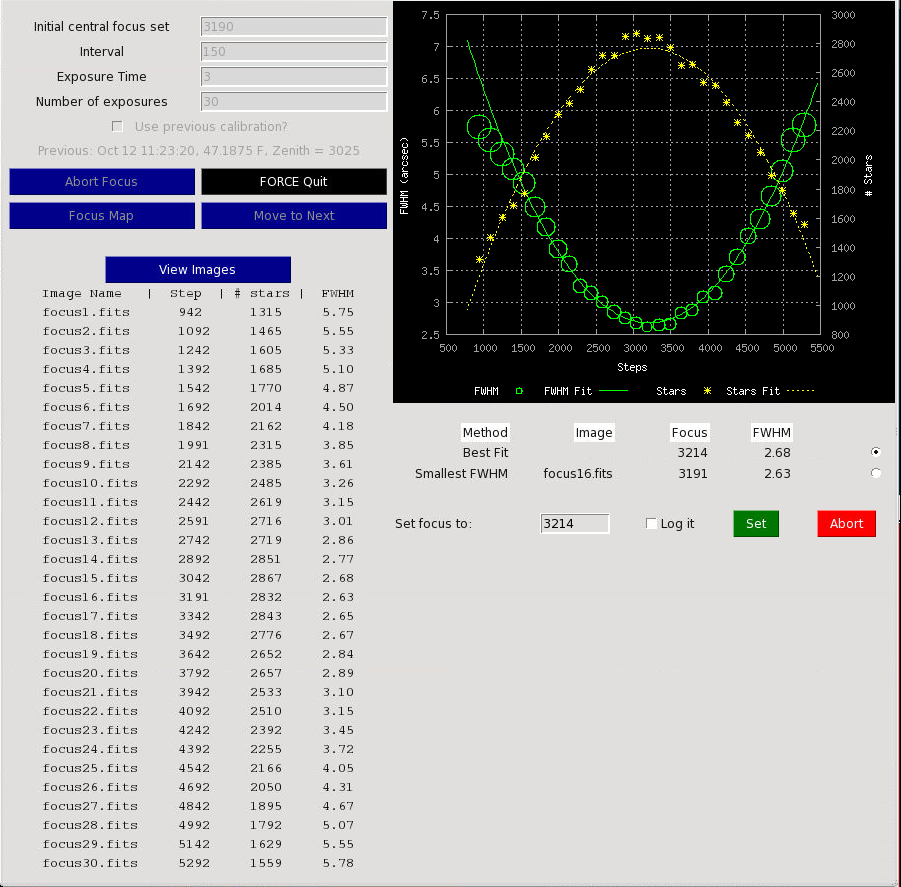 Initial central focus set 3190
Interval 150
Exposure Time 3
Number of exposures 30
Use previous calibration?
Previous: Oct 12 11:23:20, 47.1875 F, Zenith = 3025
Abort Focus FORCE Quit
Focus Map Move to Next
View Images
Image Name | Step | # stars | FWHM
focus1.fits 942 1315 5.75
focus2.fits 1092 1465 5.55
focus3.fits 1242 1605 5.33
focus4.fits 1392 1685 5.10
focus5.fits 1542 1770 4.87
focus6.fits 1692 2014 4.50
focus7.fits 1842 2162 4.18
focus8.fits 1991 2315 3.85
focus9.fits 2142 2385 3.61
focus10.fits 2292 2485 3.26
focus11.fits 2442 2619 3.15
focus12.fits 2591 2716 3.01
focus13.fits 2742 2719 2.86
focus14.fits 2892 2851 2.77
focus15.fits 3042 2867 2.68
focus16.fits 3191 2832 2.63
focus17.fits 3342 2843 2.65
focus18.fits 3492 2776 2.67
focus19.fits 3642 2652 2.84
focus20.fits 3792 2657 2.89
focus21.fits 3942 2533 3.10
focus22.fits 4092 2510 3.15
focus23.fits 4242 2392 3.45
focus24.fits 4392 2255 3.72
focus25.fits 4542 2166 4.05
focus26.fits 4692 2050 4.31
focus27.fits 4842 1895 4.67
focus28.fits 4992 1792 5.07
focus29.fits 5142 1629 5.55
focus30.fits 5292 1559 5.78
FWHM (arcsec)
7.5
7
6.5
6
5.5
5
4.5
4
3.5
3
2.5
3000
2800
2600
2400
2200
2000
1800
1600
1400
1200
1000
800
# Stars
500 1000 1500 2000 2500 3000 3500 4000 4500 5000 5500
Steps
FWHM FWHM Fit Stars Stars Fit
Method Image Focus FWHM
Best Fit 3214 2.68
Smallest FWHM focus16.fits 3191 2.63
Set focus to: 3214 Log it Set Abort